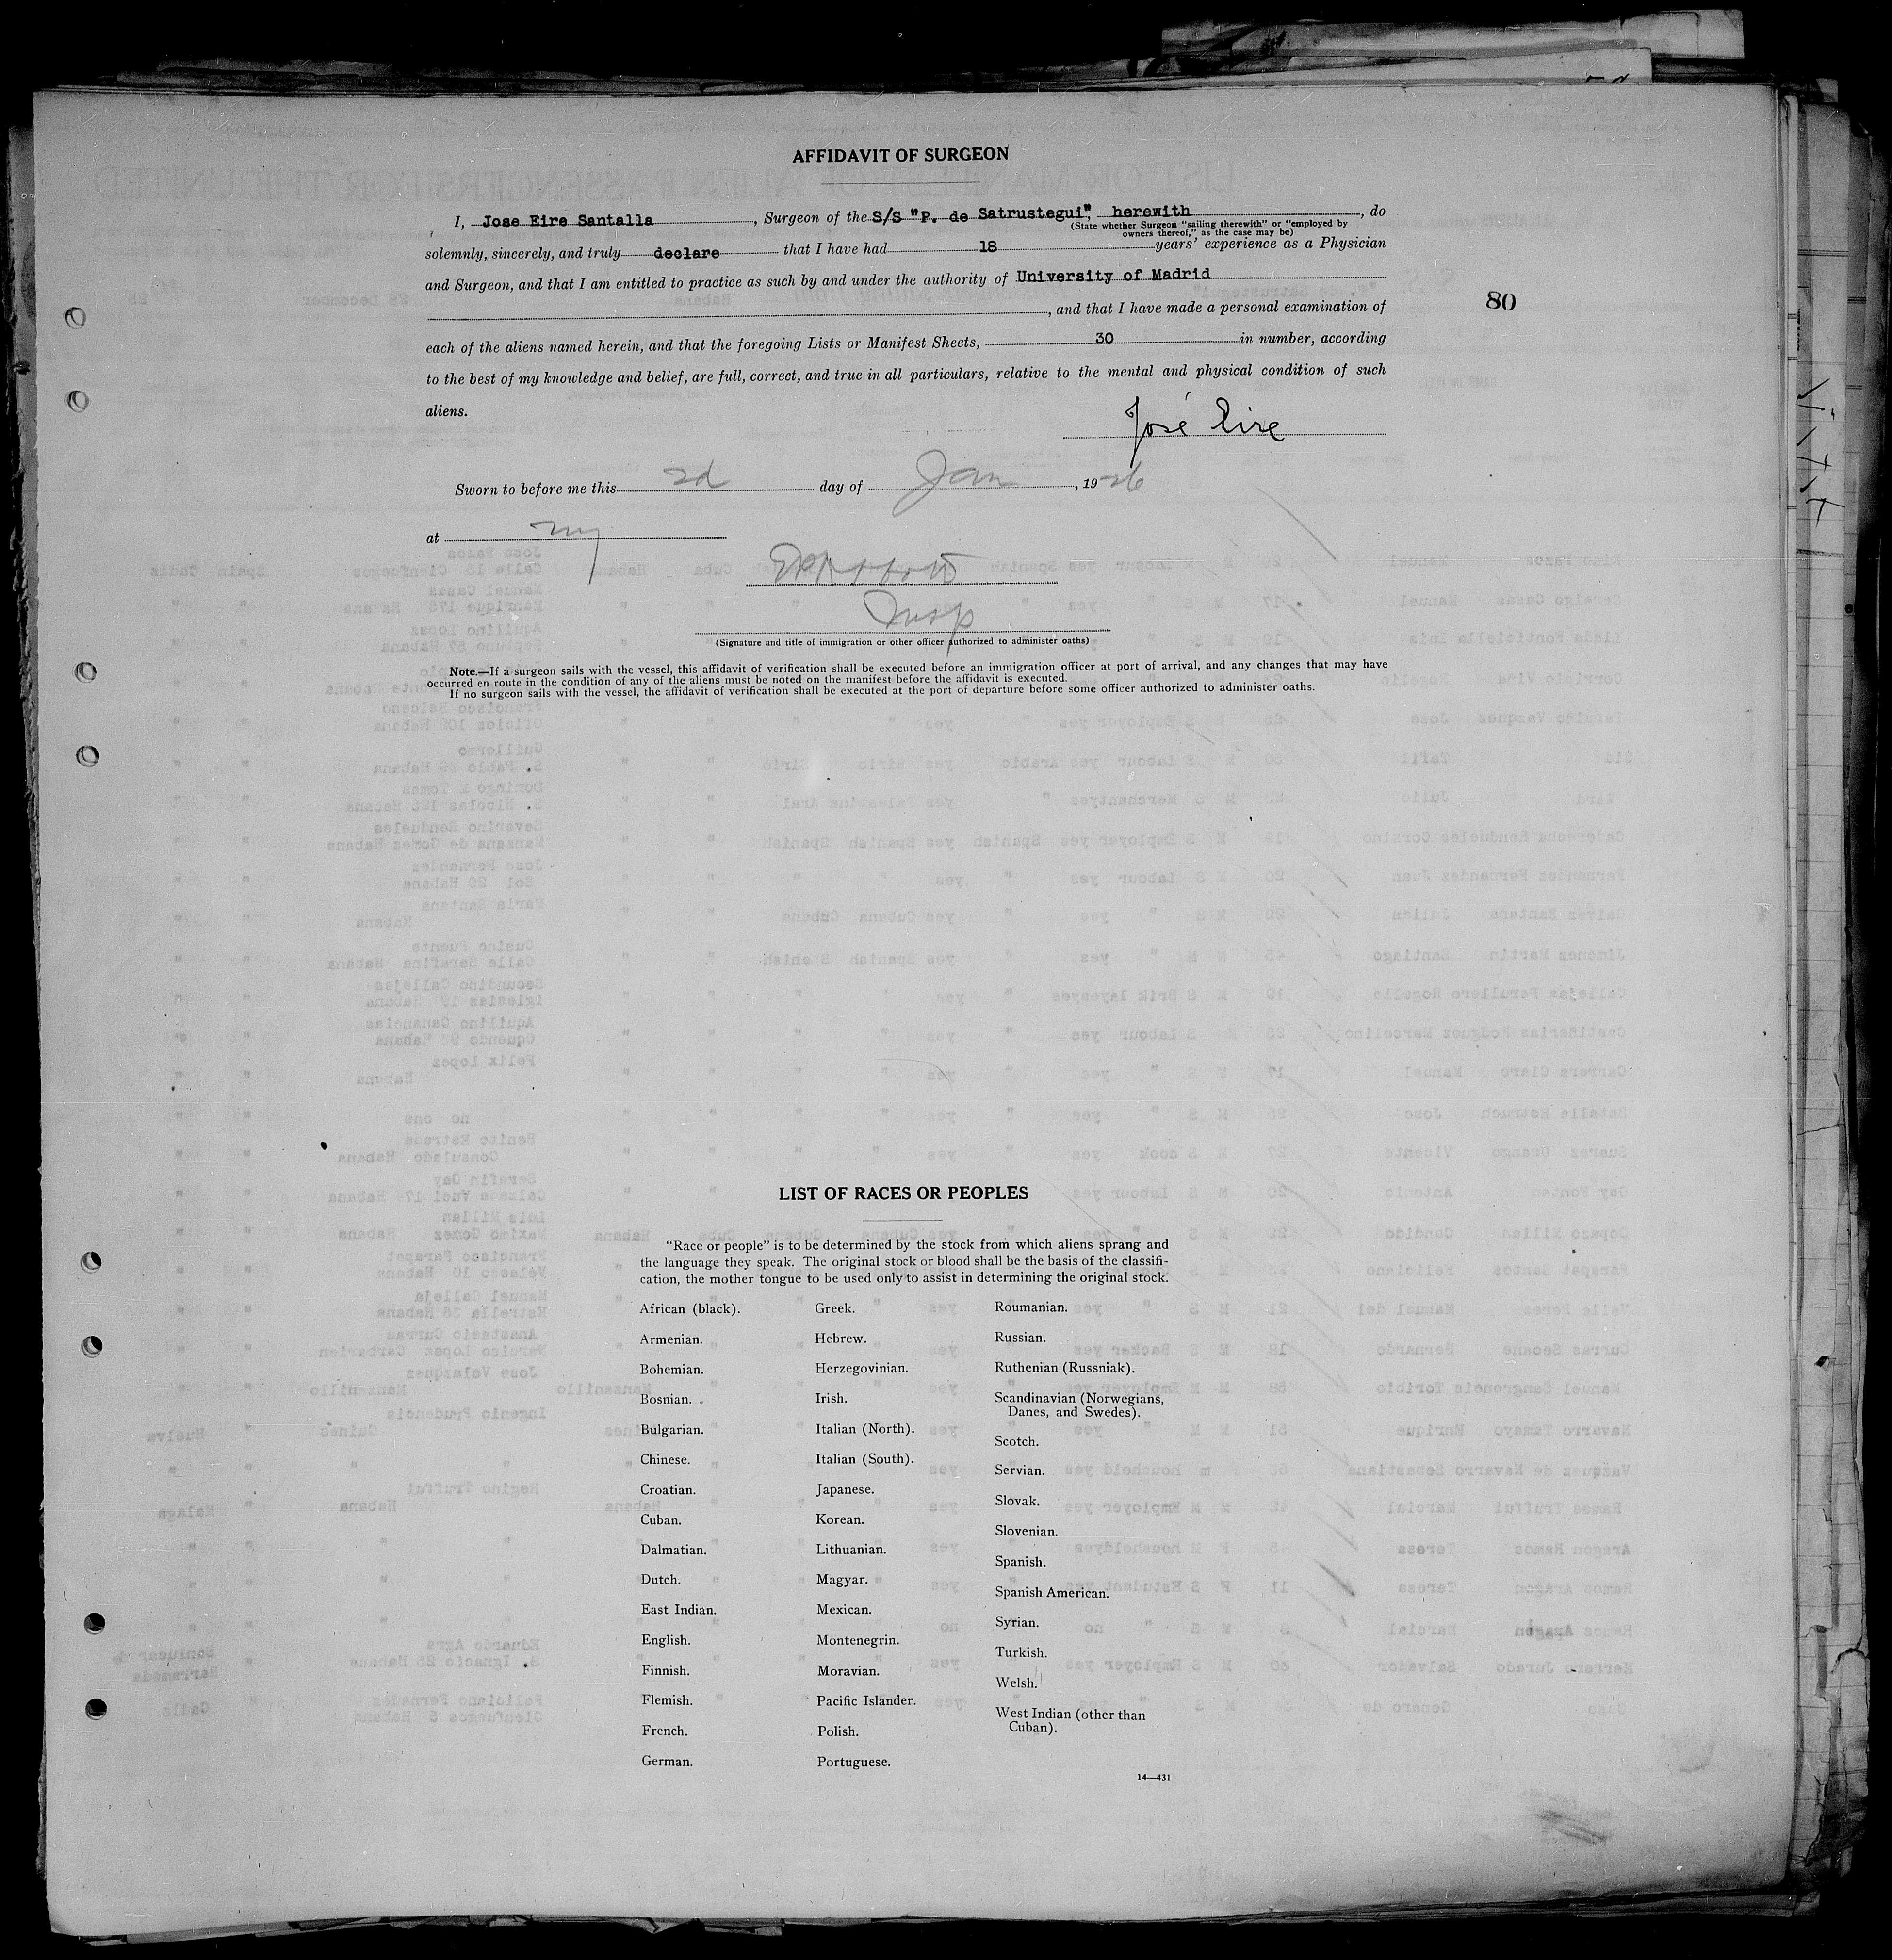 AFFIDAVIT OF SURGEON
I, Jose Eire Santalla, Surgeon of the S/S "P. de Satrustegui", herewith, do
(State whether Surgeon "sailing therewith" or "employed by
owners thereof," as the case may be)
solemnly, sincerely, and truly declare that I have had 18 years' experience as a Physician
and Surgeon, and that I am entitled to practice as such by and under the authority of University of Madrid
80
, and that I have made a personal examination of
each of the aliens named herein, and that the foregoing Lists or Manifest Sheets, 30 in number, according
to the best of my knowledge and belief, are full, correct, and true in all particulars, relative to the mental and physical condition of such
aliens.
José Eire
Sworn to before me this 2d day of Jan, 1926
at NY
Insp
(Signature and title of immigration or other officer authorized to administer oaths)
Note.—If a surgeon sails with the vessel, this affidavit of verification shall be executed before an immigration officer at port of arrival, and any changes that may have
occurred en route in the condition of any of the aliens must be noted on the manifest before the affidavit is executed.
If no surgeon sails with the vessel, the affidavit of verification shall be executed at the port of departure before some officer authorized to administer oaths.
LIST OF RACES OR PEOPLES
"Race or people" is to be determined by the stock from which aliens sprang and
the language they speak. The original stock or blood shall be the basis of the classifi-
cation, the mother tongue to be used only to assist in determining the original stock.
African (black).
Armenian.
Bohemian.
Bosnian.
Bulgarian.
Chinese.
Croatian.
Cuban.
Dalmatian.
Dutch.
East Indian.
English.
Finnish.
Flemish.
French.
German.
Greek.
Hebrew.
Herzegovinian.
Irish.
Italian (North).
Italian (South).
Japanese.
Korean.
Lithuanian.
Magyar.
Mexican.
Montenegrin.
Moravian.
Pacific Islander.
Polish.
Portuguese.
Roumanian.
Russian.
Ruthenian (Russniak).
Scandinavian (Norwegians,
Danes, and Swedes).
Scotch.
Servian.
Slovak.
Slovenian.
Spanish.
Spanish American.
Syrian.
Turkish.
Welsh.
West Indian (other than
Cuban).
14—431